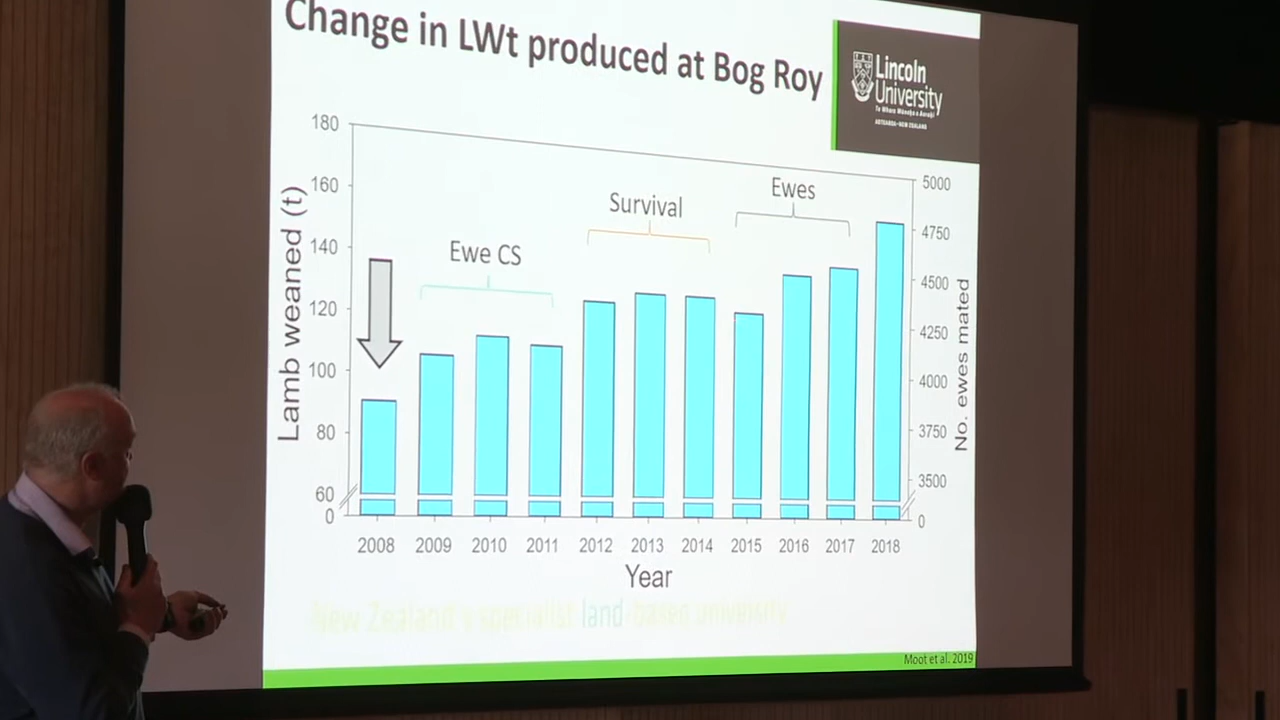 Change in LWt produced at Bog Roy
Lincoln
University
Te Whare Wānaka o Aoraki
AOTEAROA • NEW ZEALAND
Lamb weaned (t)
180
160
140
120
100
80
60
0
Ewe CS
Survival
Ewes
5000
4750
4500
4250
4000
3750
3500
0
No. ewes mated
2008 2009 2010 2011 2012 2013 2014 2015 2016 2017 2018
Year
New Zealand's specialist land-based university
Moot et al. 2019